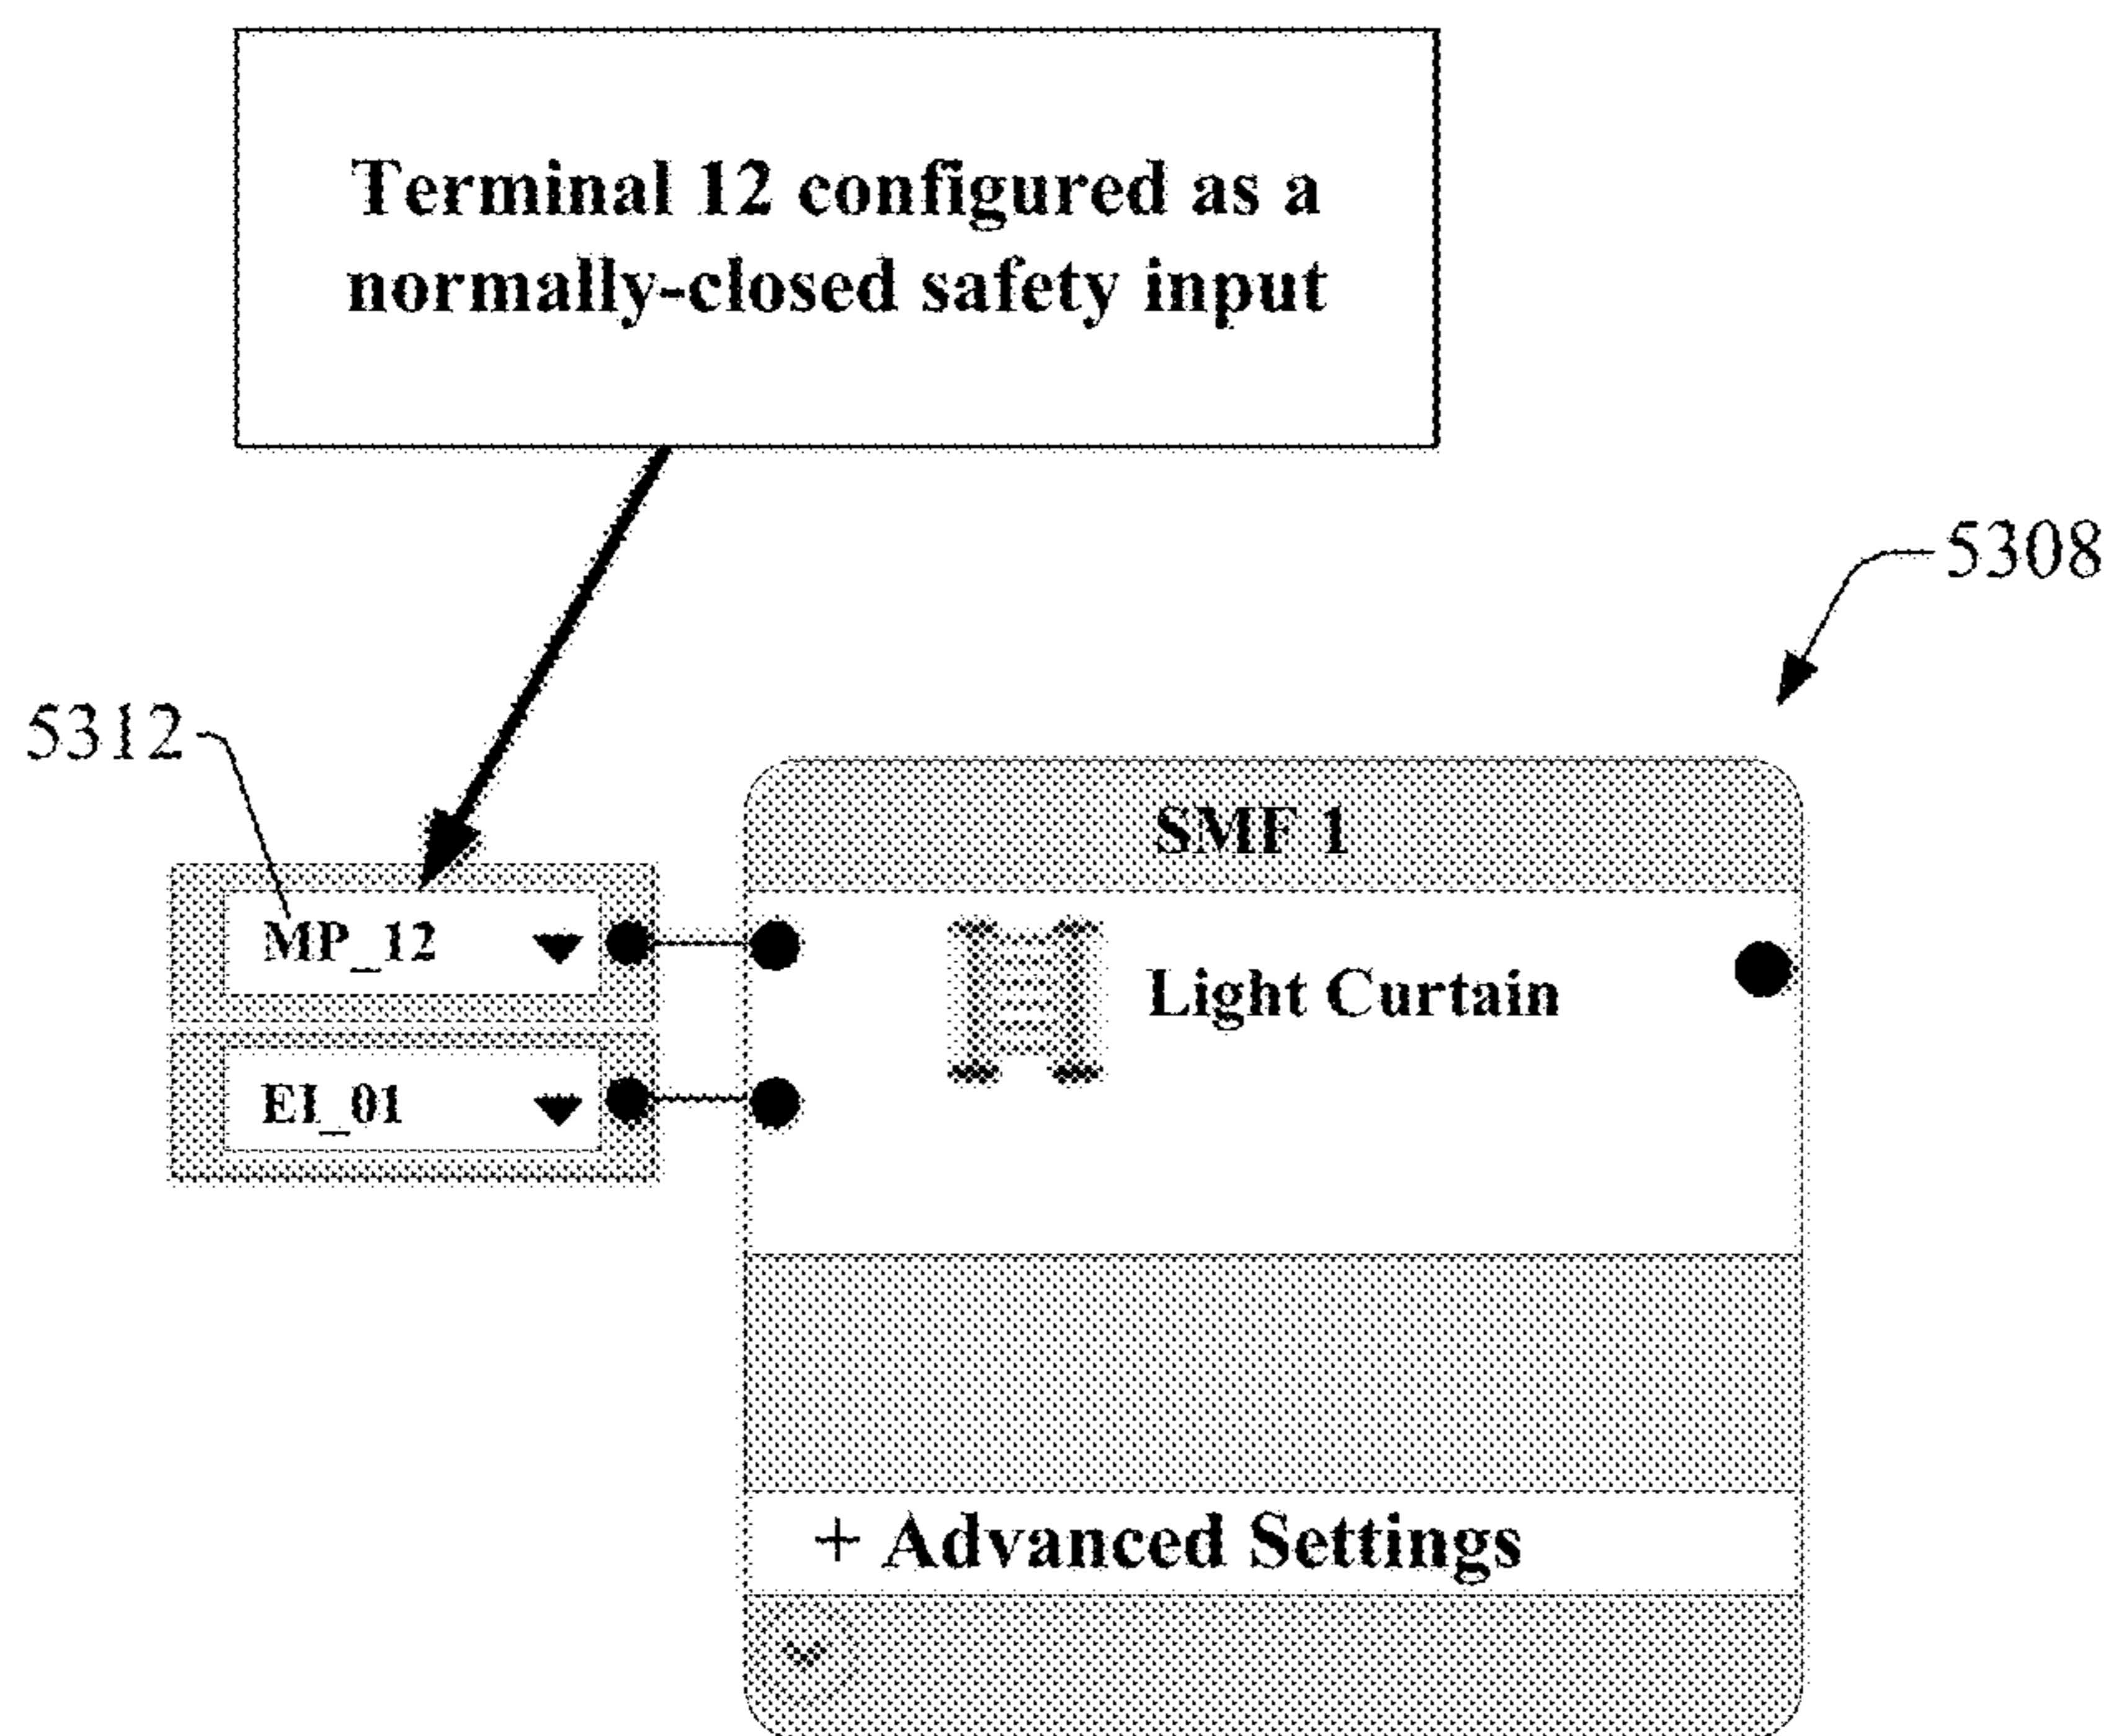 Terminal 12 configured as a
normally-closed safety input
5308
5312
SMF 1
MP_12
Light Curtain
EI_01
+ Advanced Settings